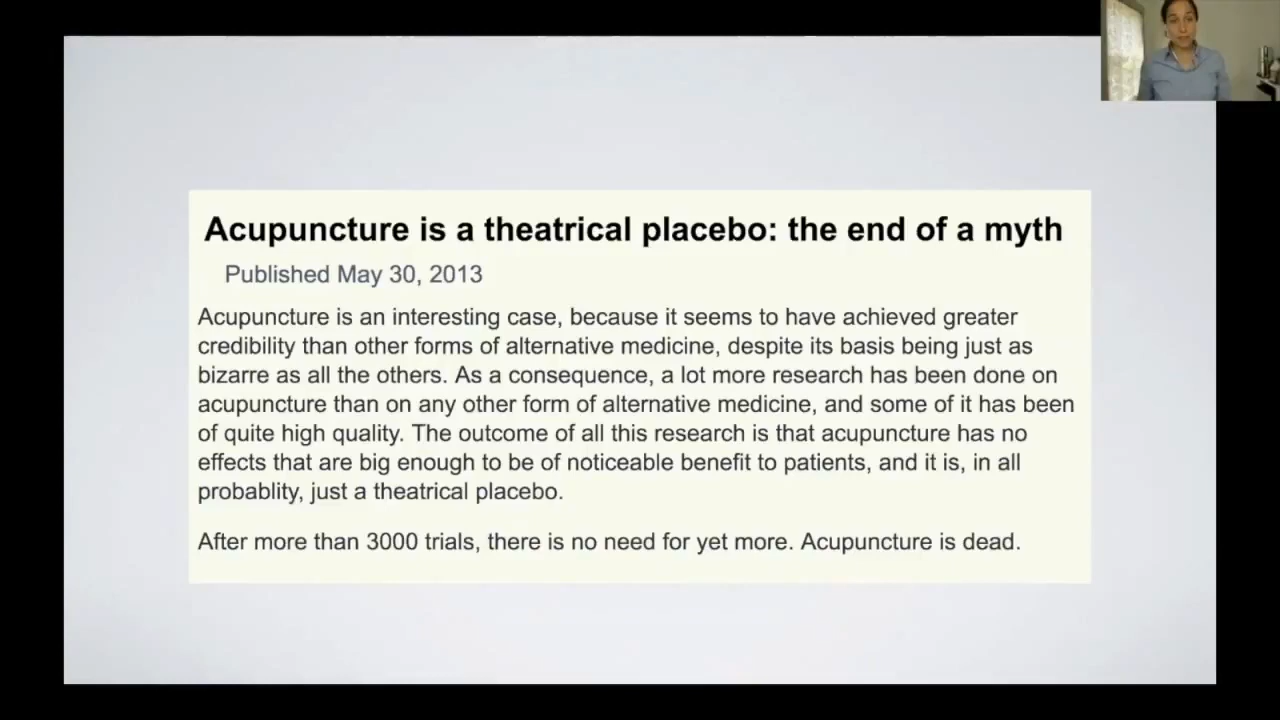 Acupuncture is a theatrical placebo: the end of a myth
Published May 30, 2013
Acupuncture is an interesting case, because it seems to have achieved greater
credibility than other forms of alternative medicine, despite its basis being just as
bizarre as all the others. As a consequence, a lot more research has been done on
acupuncture than on any other form of alternative medicine, and some of it has been
of quite high quality. The outcome of all this research is that acupuncture has no
effects that are big enough to be of noticeable benefit to patients, and it is, in all
probablity, just a theatrical placebo.
After more than 3000 trials, there is no need for yet more. Acupuncture is dead.